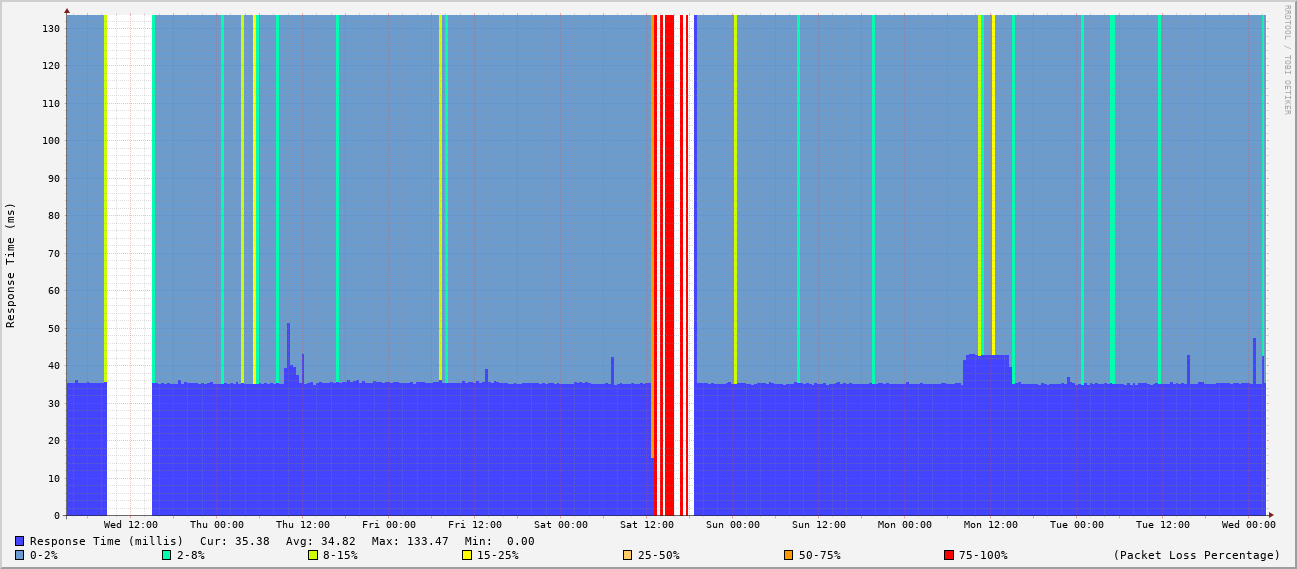 RRDTOOL / TOBI OETIKER
Response Time (ms)
130
120
110
100
90
80
70
60
50
40
30
20
10
0
Wed 12:00 Thu 00:00 Thu 12:00 Fri 00:00 Fri 12:00 Sat 00:00 Sat 12:00 Sun 00:00 Sun 12:00 Mon 00:00 Mon 12:00 Tue 00:00 Tue 12:00 Wed 00:00
Response Time (millis) Cur: 35.38 Avg: 34.82 Max: 133.47 Min: 0.00
0-2% 2-8% 8-15% 15-25% 25-50% 50-75% 75-100% (Packet Loss Percentage)